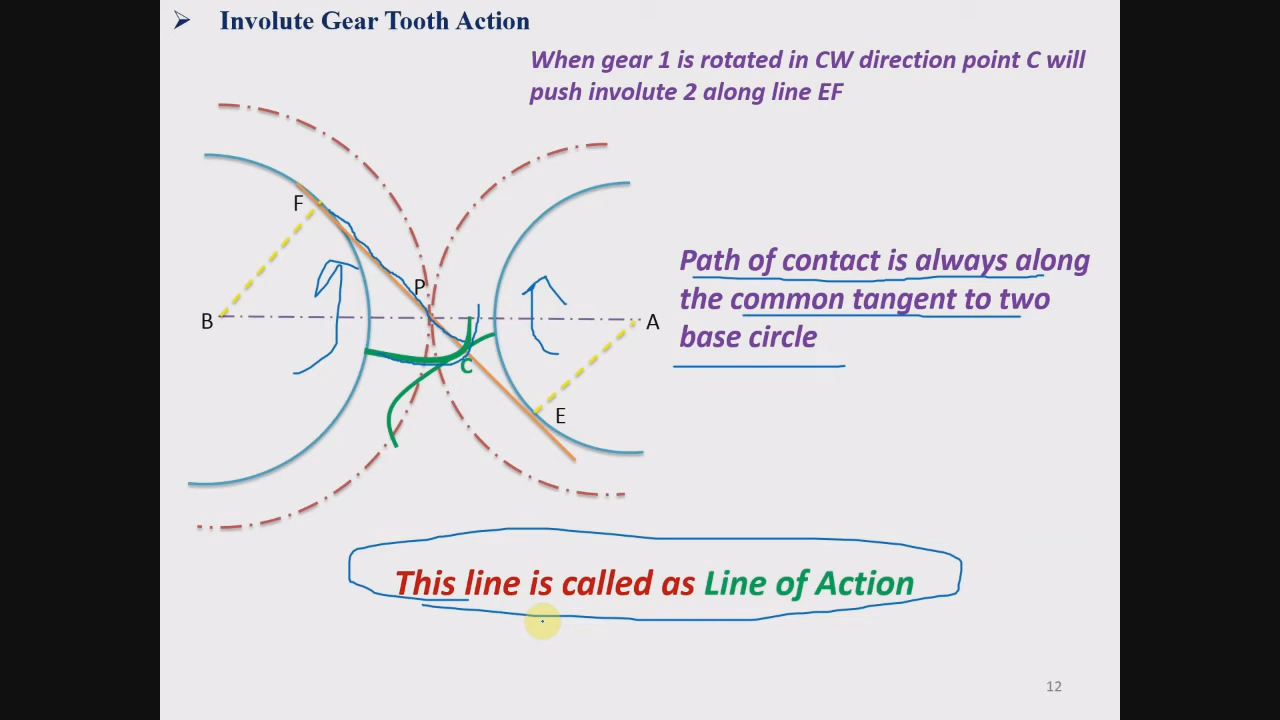 Involute Gear Tooth Action
When gear 1 is rotated in CW direction point C will
push involute 2 along line EF
F
P
B
A
C
E
Path of contact is always along
the common tangent to two
base circle
This line is called as Line of Action
12